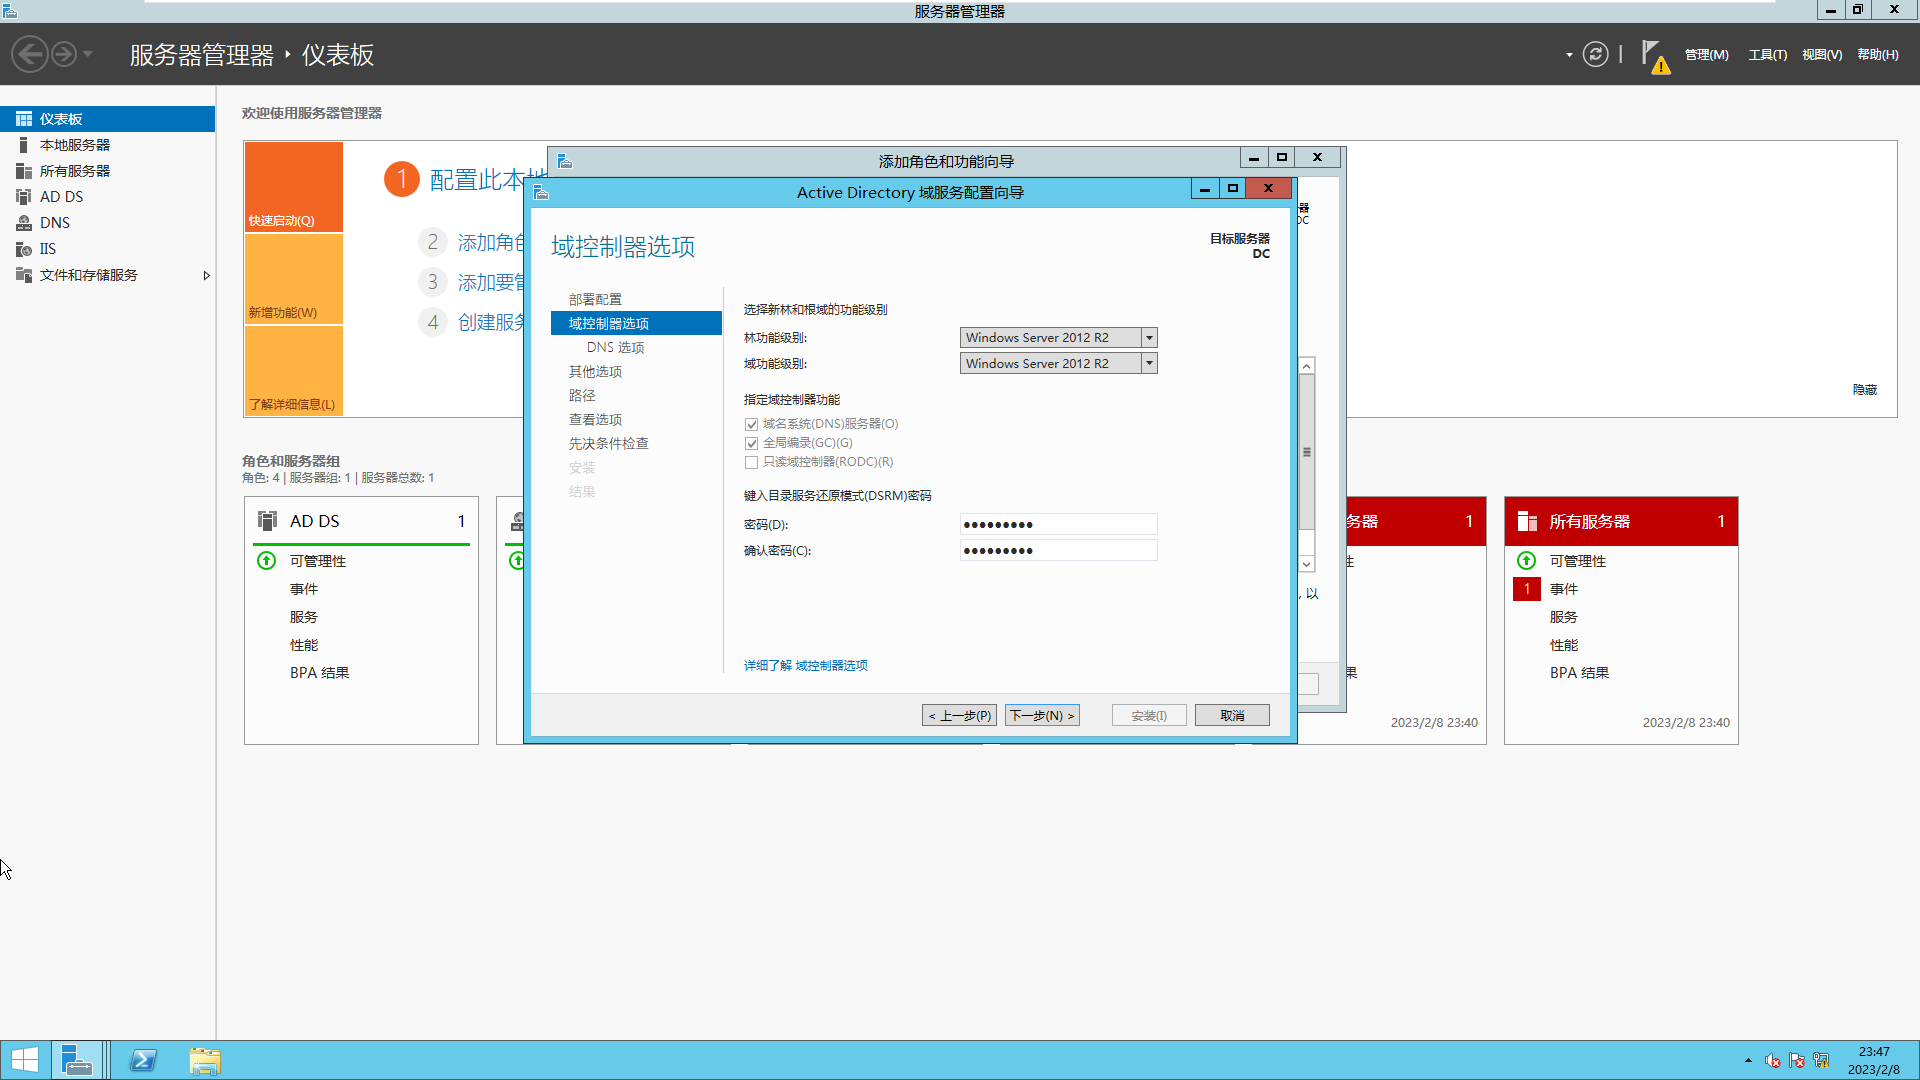 服务器管理器
服务器管理器 ‣ 仪表板
管理(M) 工具(T) 视图(V) 帮助(H)
仪表板
本地服务器
所有服务器
AD DS
DNS
IIS
文件和存储服务
欢迎使用服务器管理器
快速启动(Q)
新增功能(W)
了解详细信息(L)
1 配置此本地
2 添加角色
3 添加要管
4 创建服务
隐藏
添加角色和功能向导
器
DC
, 以
Active Directory 域服务配置向导
域控制器选项
目标服务器
DC
部署配置
域控制器选项
DNS 选项
其他选项
路径
查看选项
先决条件检查
安装
结果
选择新林和根域的功能级别
林功能级别: Windows Server 2012 R2
域功能级别: Windows Server 2012 R2
指定域控制器功能
域名系统(DNS)服务器(O)
全局编录(GC)(G)
只读域控制器(RODC)(R)
键入目录服务还原模式(DSRM)密码
密码(D): ●●●●●●●●●
确认密码(C): ●●●●●●●●●
详细了解 域控制器选项
< 上一步(P) 下一步(N) > 安装(I) 取消
角色和服务器组
角色: 4 | 服务器组: 1 | 服务器总数: 1
AD DS 1
可管理性
事件
服务
性能
BPA 结果
务器 1
性
果
2023/2/8 23:40
所有服务器 1
可管理性
1 事件
服务
性能
BPA 结果
2023/2/8 23:40
23:47
2023/2/8